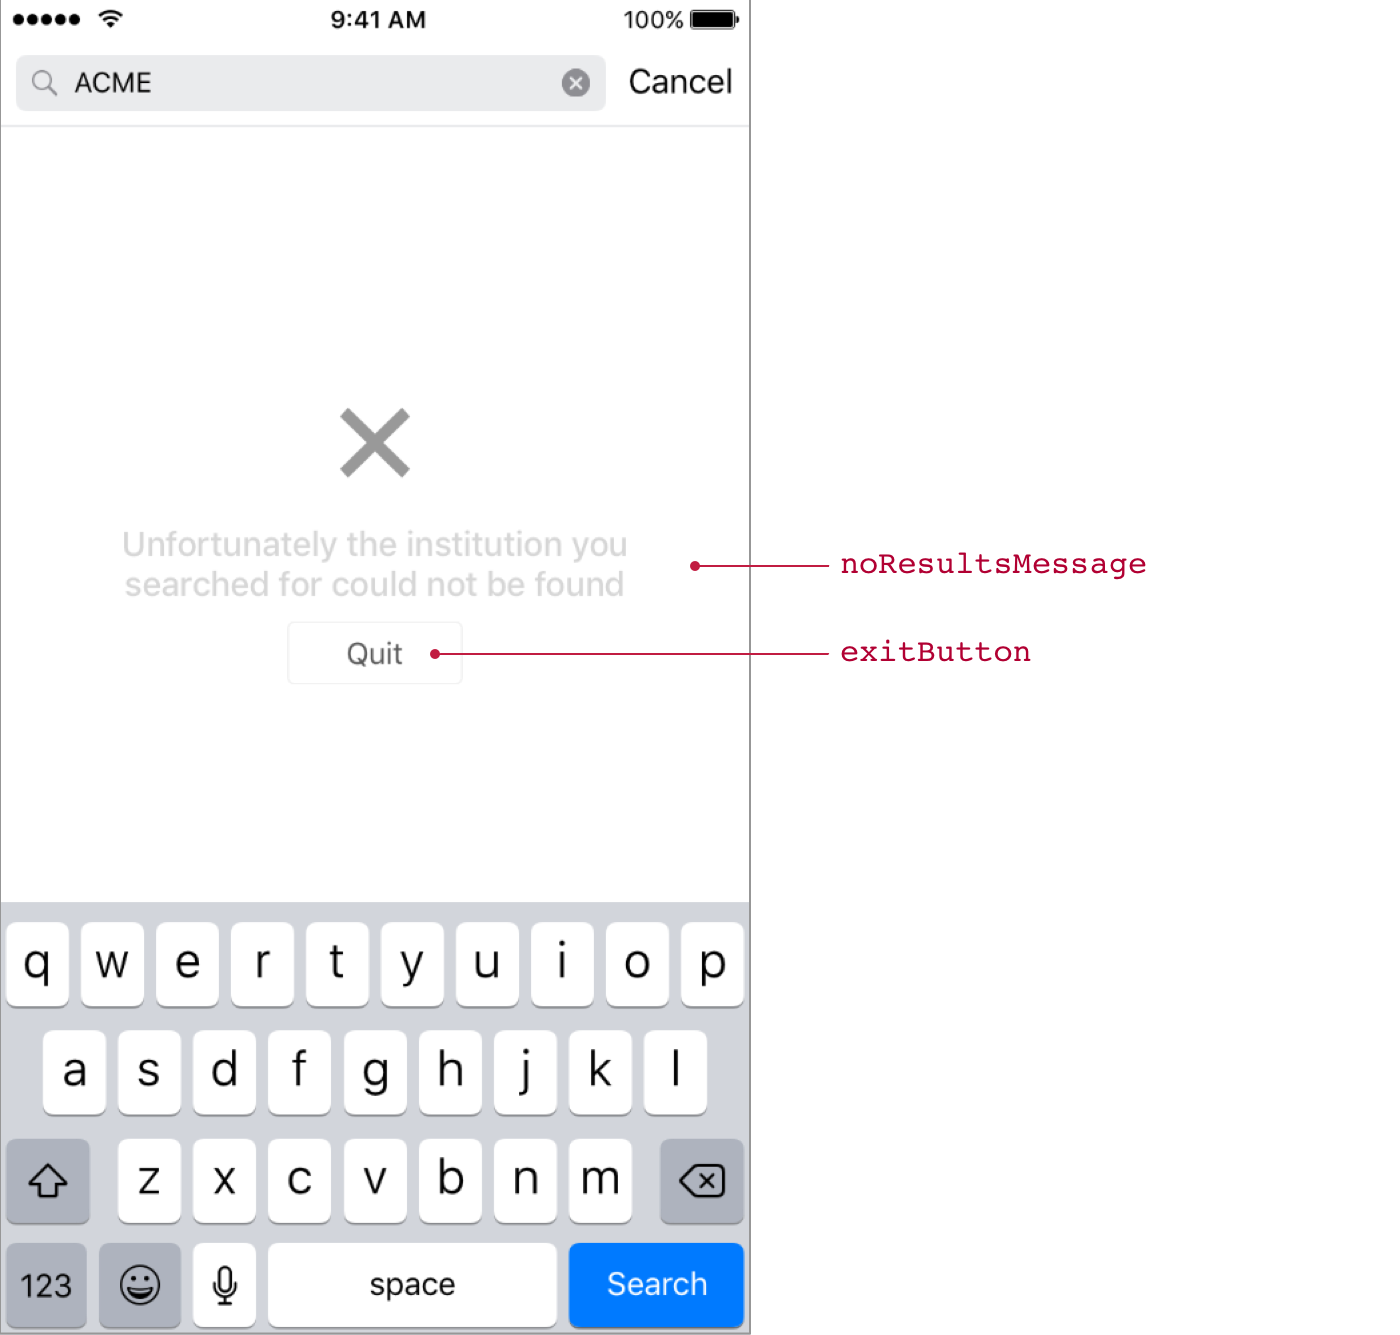 9:41 AM 100%
ACME Cancel
Unfortunately the institution you
searched for could not be found
noResultsMessage
Quit
exitButton
q w e r t y u i o p
a s d f g h j k l
z x c v b n m
123 space Search